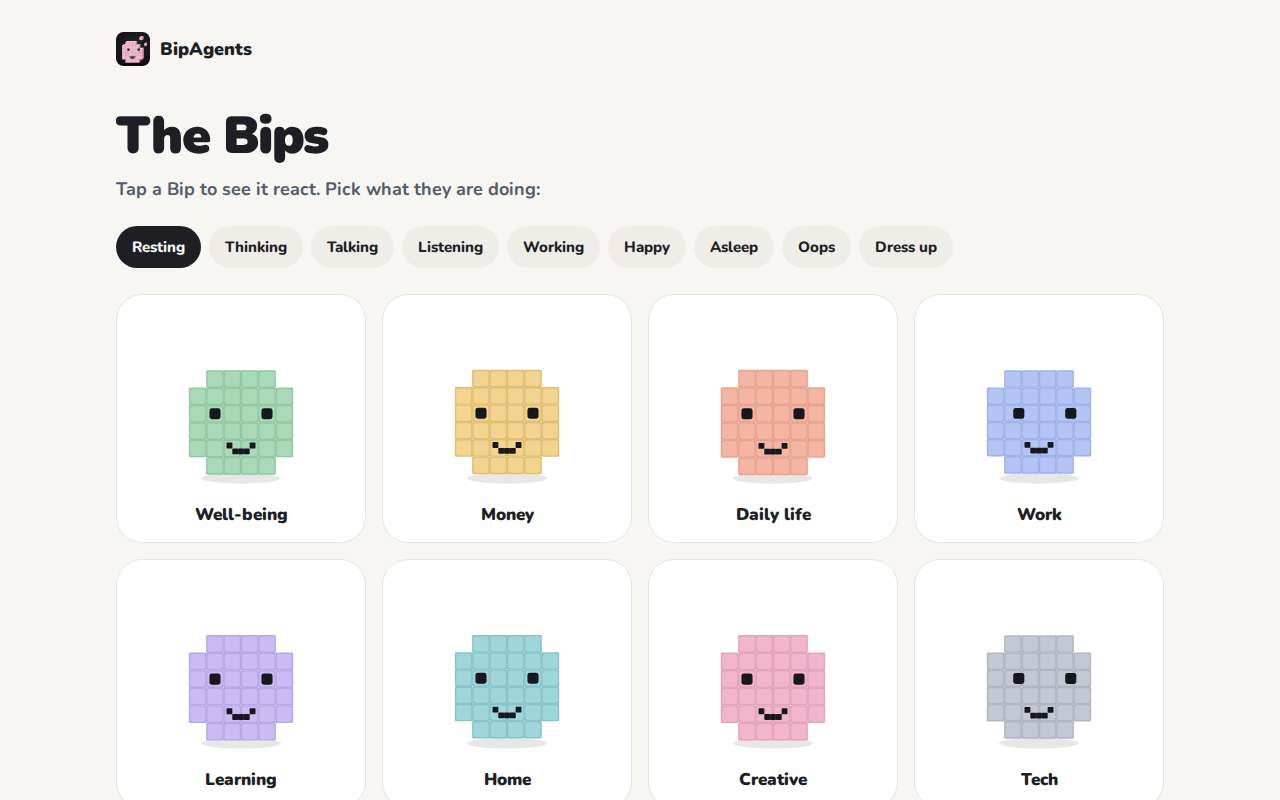 BipAgents
The Bips
Tap a Bip to see it react. Pick what they are doing:
Resting Thinking Talking Listening Working Happy Asleep Oops Dress up
Well-being Money Daily life Work
Learning Home Creative Tech